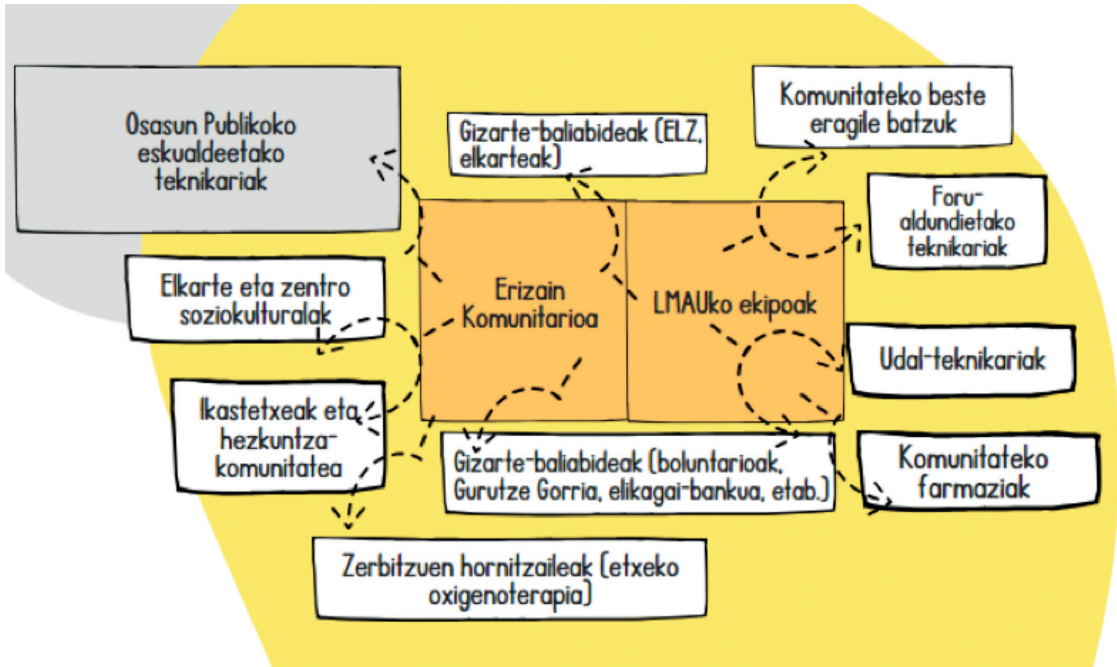 Osasun Publikoko
eskualdeetako
teknikariak
Gizarte-baliabideak (ELZ,
elkarteak)
Komunitateko beste
eragile batzuk
Foru-
aldundietako
teknikariak
Elkarte eta zentro
soziokulturalak
Erizain
Komunitarioa
LMAUko ekipoak
Udal-teknikariak
Ikastetxeak eta
hezkuntza-
komunitatea
Gizarte-baliabideak (boluntarioak,
Gurutze Gorria, elikagai-bankua, etab.)
Komunitateko
farmaziak
Zerbitzuen hornitzaileak (etxeko
oxigenoterapia)